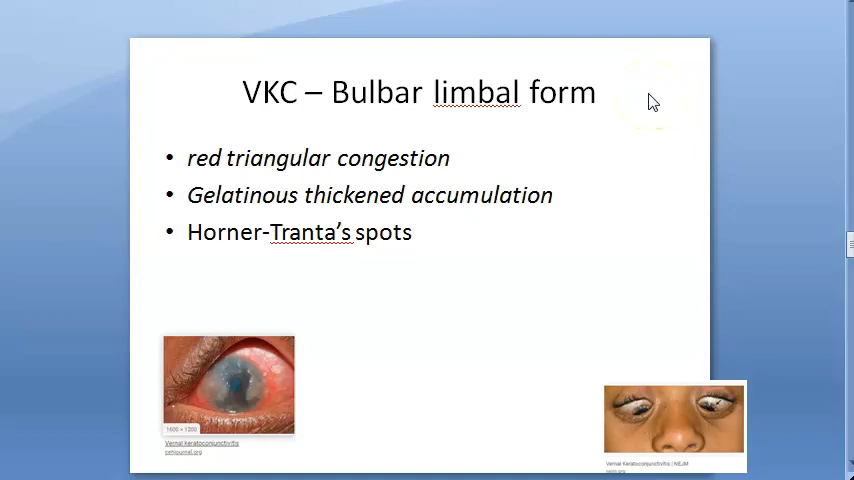 VKC – Bulbar limbal form
• red triangular congestion
• Gelatinous thickened accumulation
• Horner-Tranta's spots
1600 × 1200
Vernal keratoconjunctivitis
cehjournal.org
Vernal Keratoconjunctivitis | NEJM
nejm.org